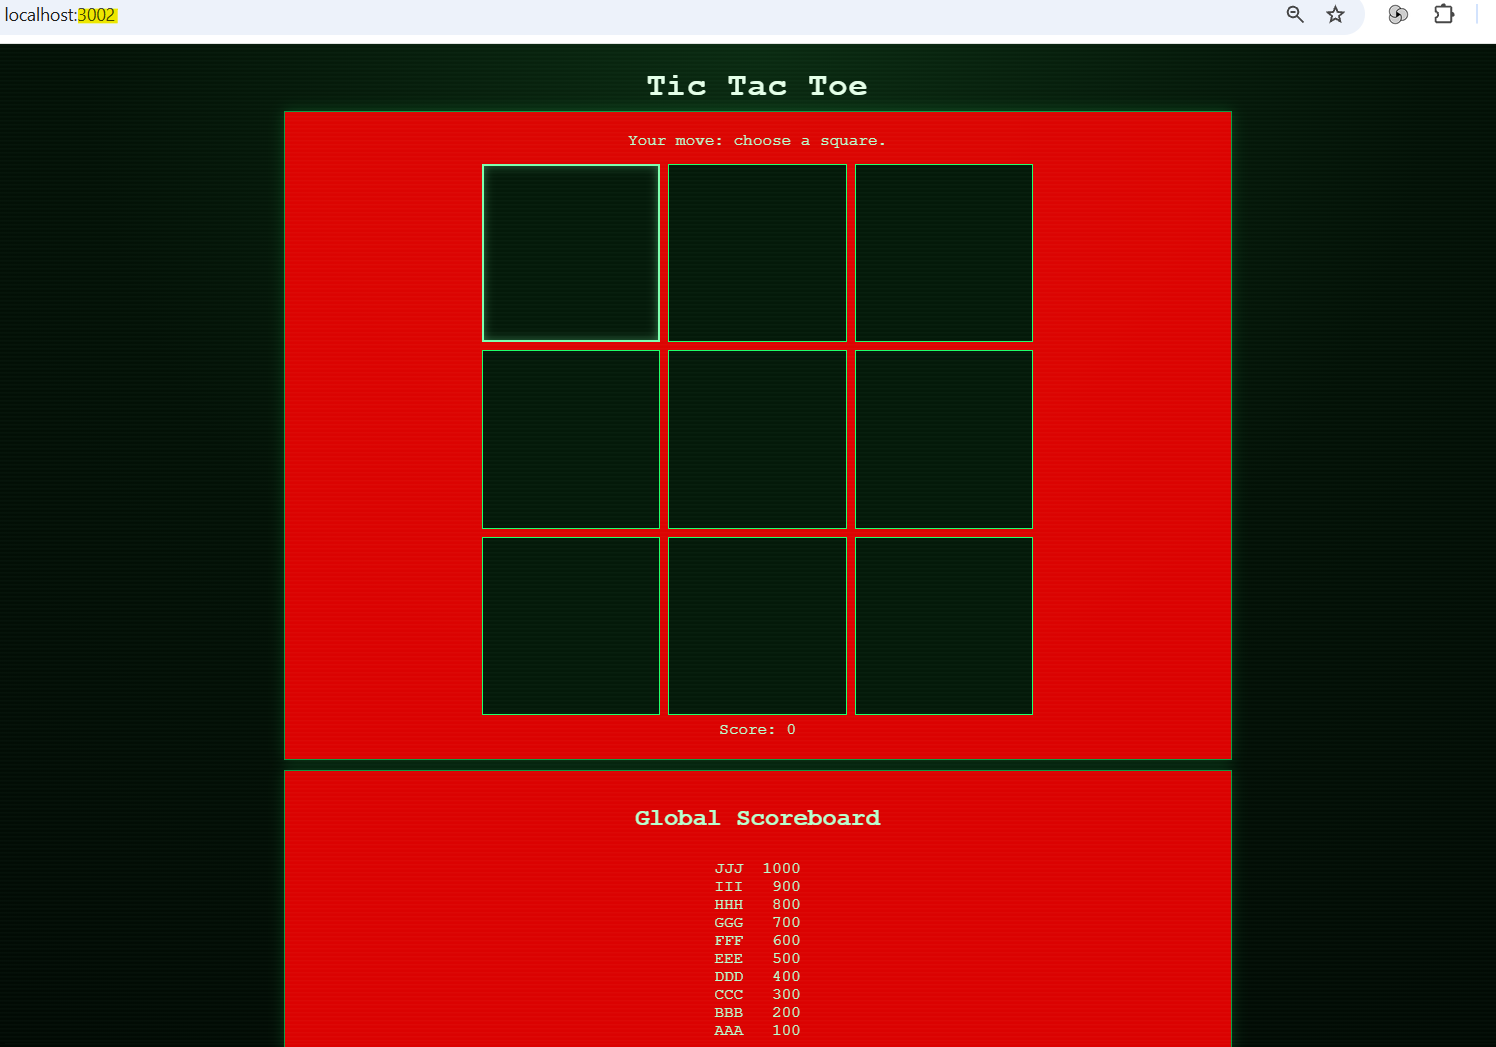 localhost:3002
Tic Tac Toe
Your move: choose a square.
Score: 0
Global Scoreboard
JJJ  1000
III   900
HHH   800
GGG   700
FFF   600
EEE   500
DDD   400
CCC   300
BBB   200
AAA   100